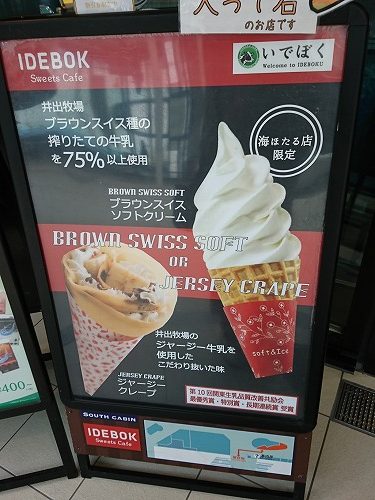 のお店です
IDEBOK
Sweets Cafe
いでぼく
Welcome to IDEBOKU
井出牧場
ブラウンスイス種の
搾りたての牛乳
を75%以上使用
海ほたる店
限定
BROWN SWISS SOFT
ブラウンスイス
ソフトクリーム
BROWN SWISS SOFT
OR
JERSEY CRAPE
井出牧場の
ジャージー牛乳を
使用した
こだわり抜いた味
JERSEY CRAPE
ジャージー
クレープ
soft&Ice
第10回関東生乳品質改善共励会
最優秀賞・特別賞・長期連続賞 受賞
400
SOUTH CABIN
IDEBOK
Sweets Cafe